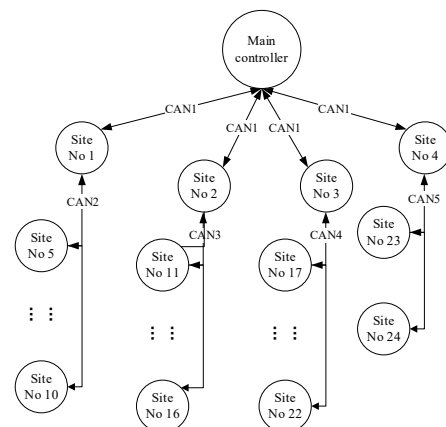 Main
controller
CAN1
CAN1
CAN1
CAN1
Site
No 1
Site
No 2
Site
No 3
Site
No 4
CAN2
CAN3
CAN4
CAN5
Site
No 5
Site
No 11
Site
No 17
Site
No 23
Site
No 10
Site
No 16
Site
No 22
Site
No 24